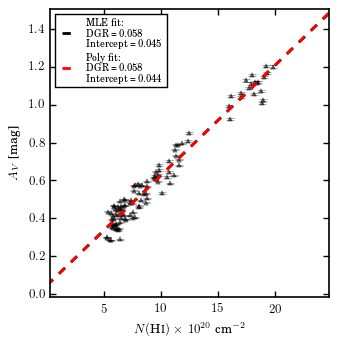 MLE fit:
DGR = 0.058
Intercept = 0.045
Poly fit:
DGR = 0.058
Intercept = 0.044
1.4
1.2
1.0
0.8
0.6
0.4
0.2
0.0
A_V [mag]
5
10
15
20
N(HI) × 10^20 cm^−2